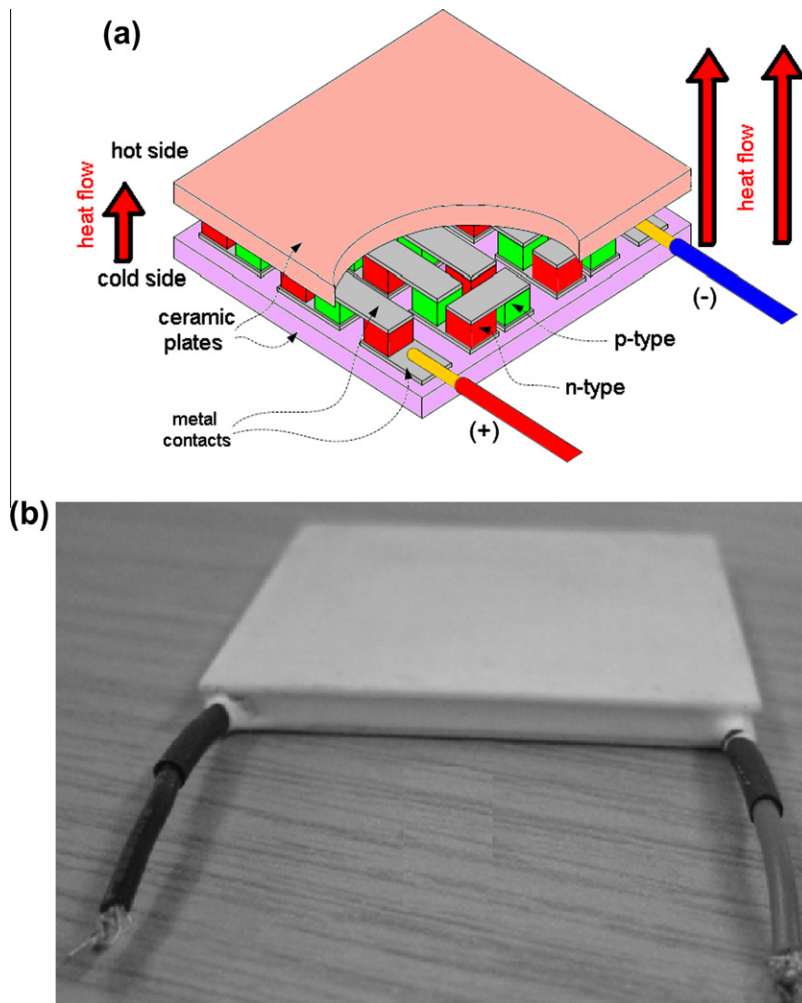 (a)
hot side
heat flow
cold side
ceramic
plates
metal
contacts
(+)
n-type
p-type
(-)
heat flow
(b)